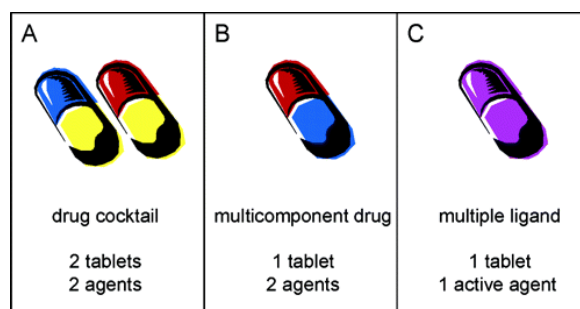 A
drug cocktail
2 tablets
2 agents
B
multicomponent drug
1 tablet
2 agents
C
multiple ligand
1 tablet
1 active agent